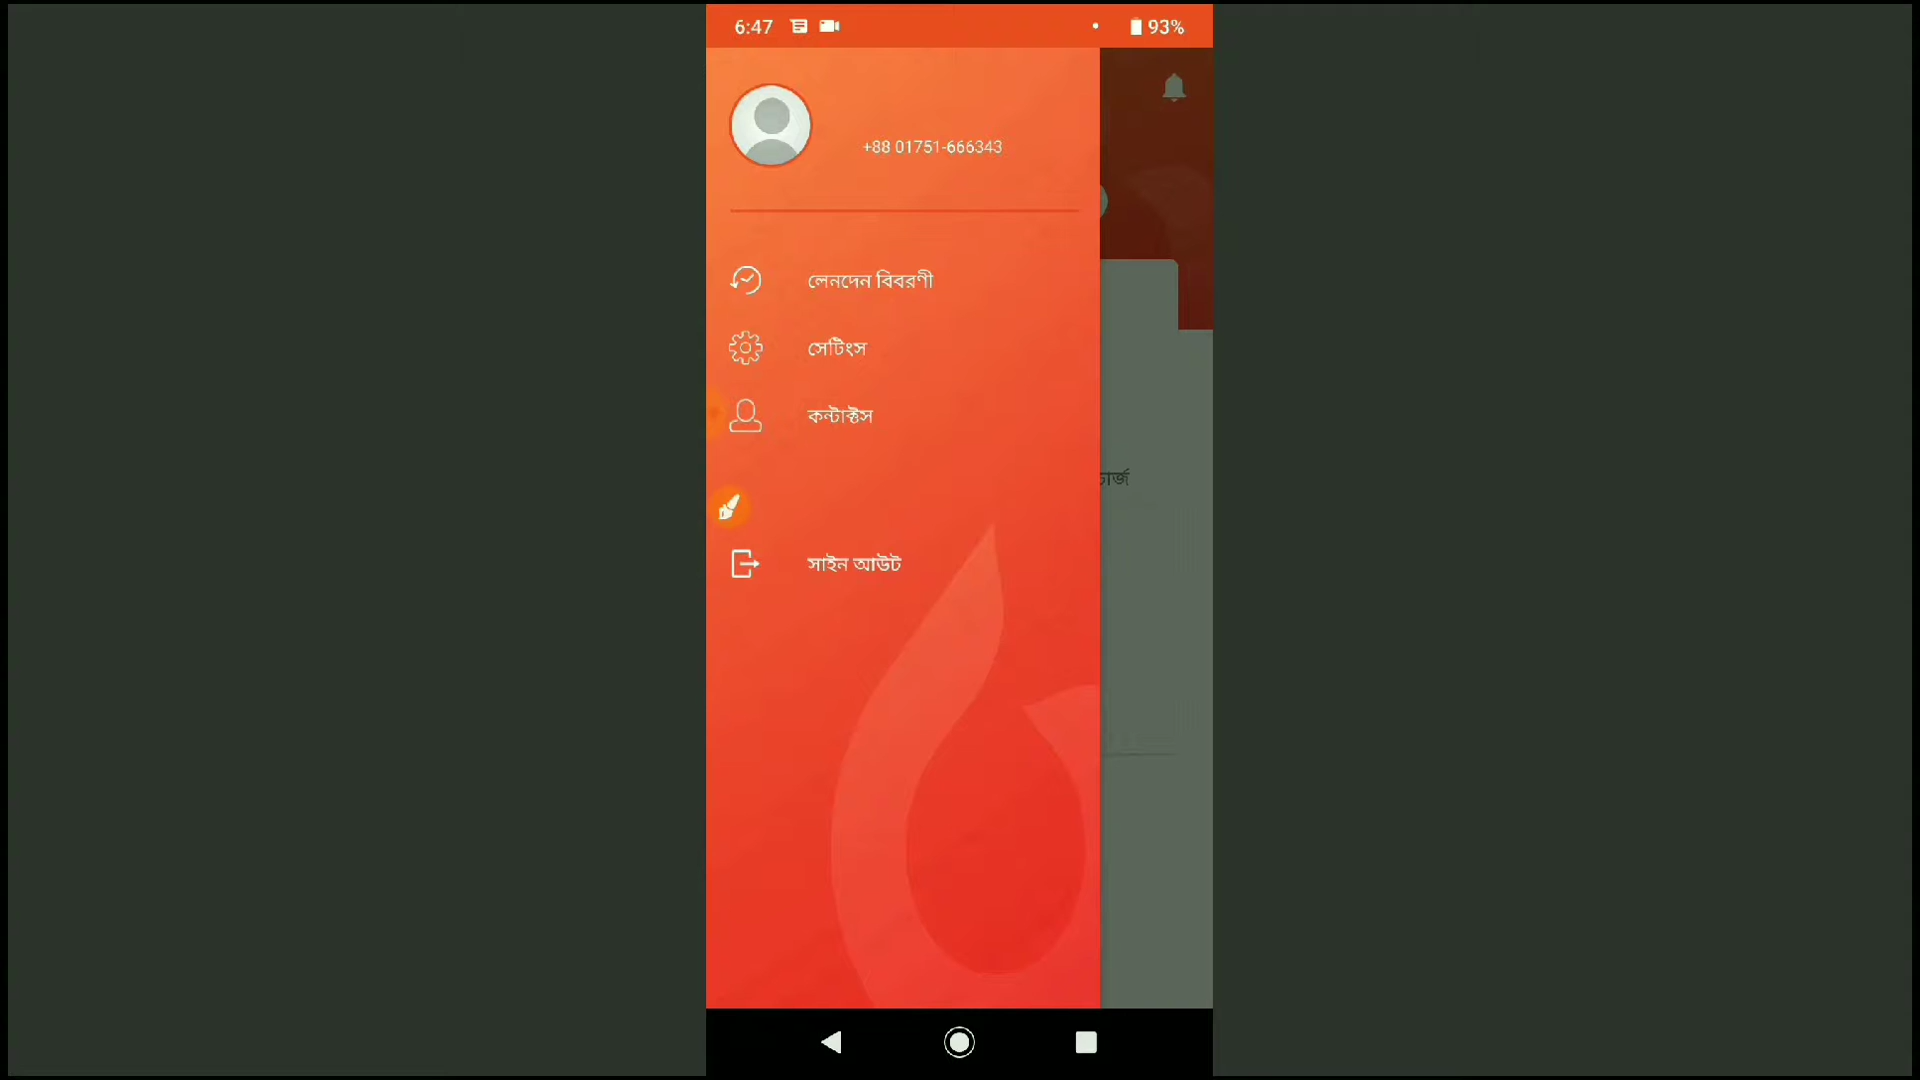 6:47
93%
+88 01751-666343
লেনদেন বিবরণী
সেটিংস
কন্টাক্টস
সাইন আউট